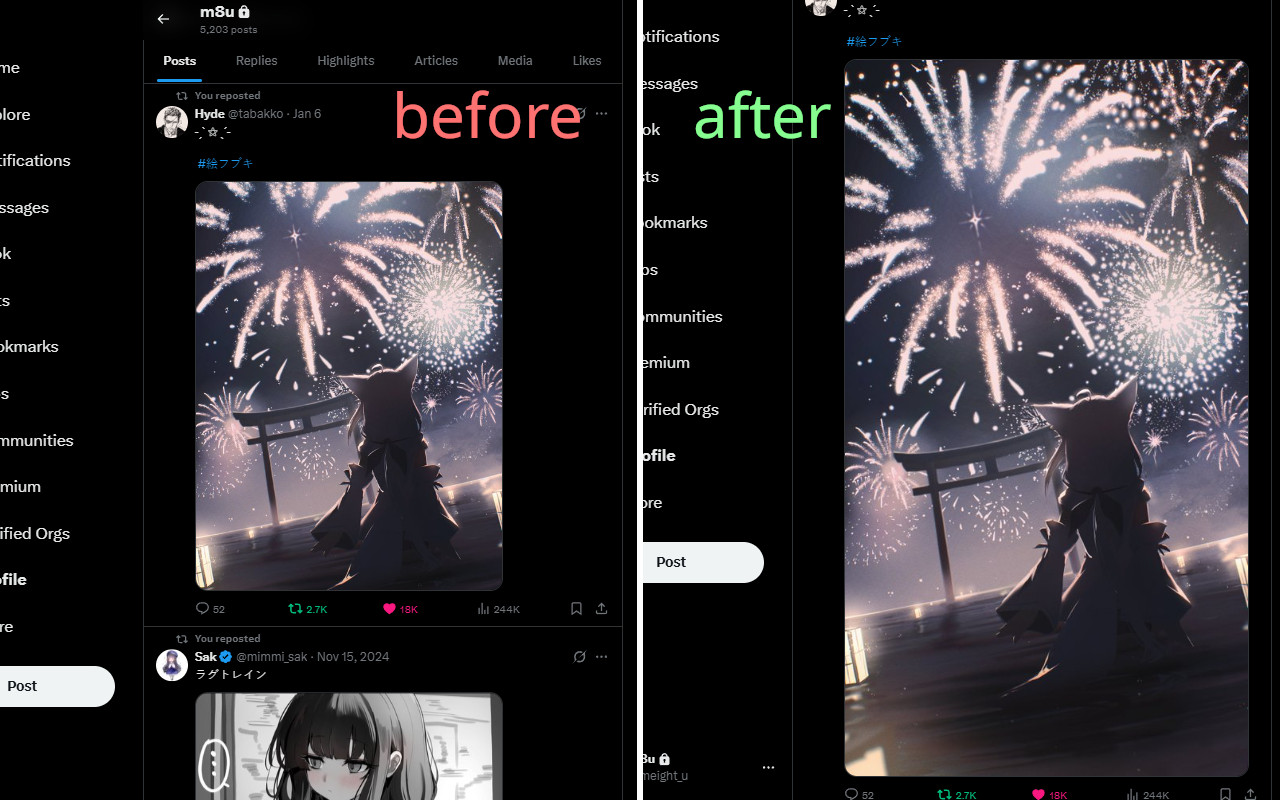 m8u
5,203 posts
Posts Replies Highlights Articles Media Likes
me
lore
tifications
ssages
ok
ts
okmarks
s
mmunities
mium
ified Orgs
ofile
re
Post
before
You reposted
Hyde @tabakko · Jan 6
#絵フブキ
52 2.7K 18K 244K
You reposted
Sak @mimmi_sak · Nov 15, 2024
ラグトレイン
after
otifications
essages
ok
sts
ookmarks
bs
ommunities
emium
rified Orgs
ofile
ore
Post
8u
meight_u
#絵フブキ
52 2.7K 18K 244K